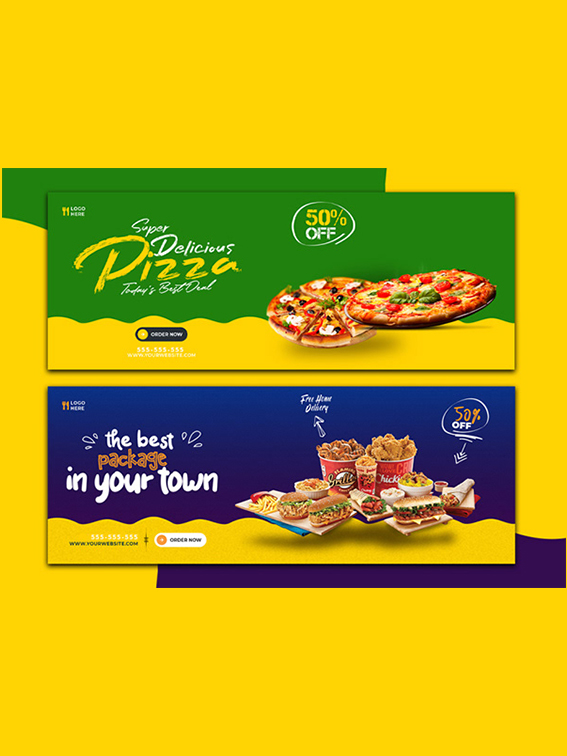 LOGO
HERE
Super
Delicious
Pizza
Today's Best Deal
50%
OFF
ORDER NOW
555-555-555
WWW.YOURWEBSITE.COM
LOGO
HERE
the best
package
in your town
Free Home
Delivery
50%
OFF
555-555-555
WWW.YOURWEBSITE.COM
ORDER NOW